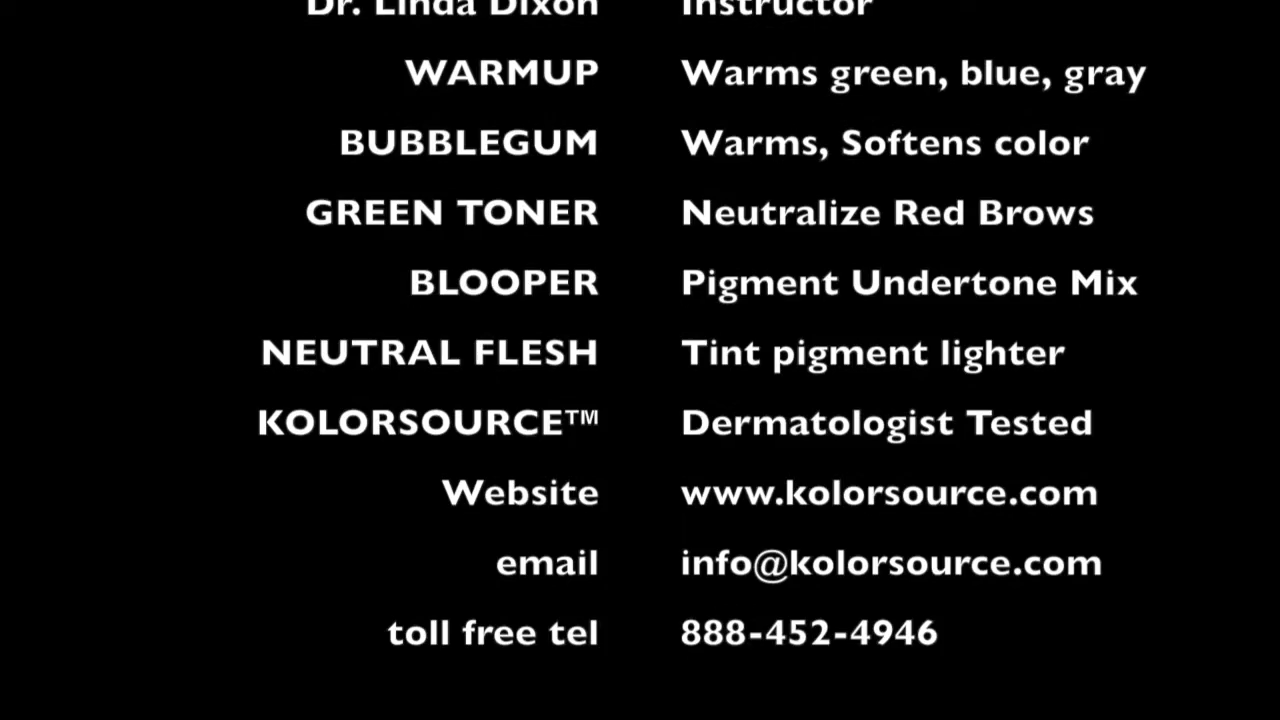 Dr. Linda Dixon Instructor
WARMUP Warms green, blue, gray
BUBBLEGUM Warms, Softens color
GREEN TONER Neutralize Red Brows
BLOOPER Pigment Undertone Mix
NEUTRAL FLESH Tint pigment lighter
KOLORSOURCE™ Dermatologist Tested
Website www.kolorsource.com
email info@kolorsource.com
toll free tel 888-452-4946